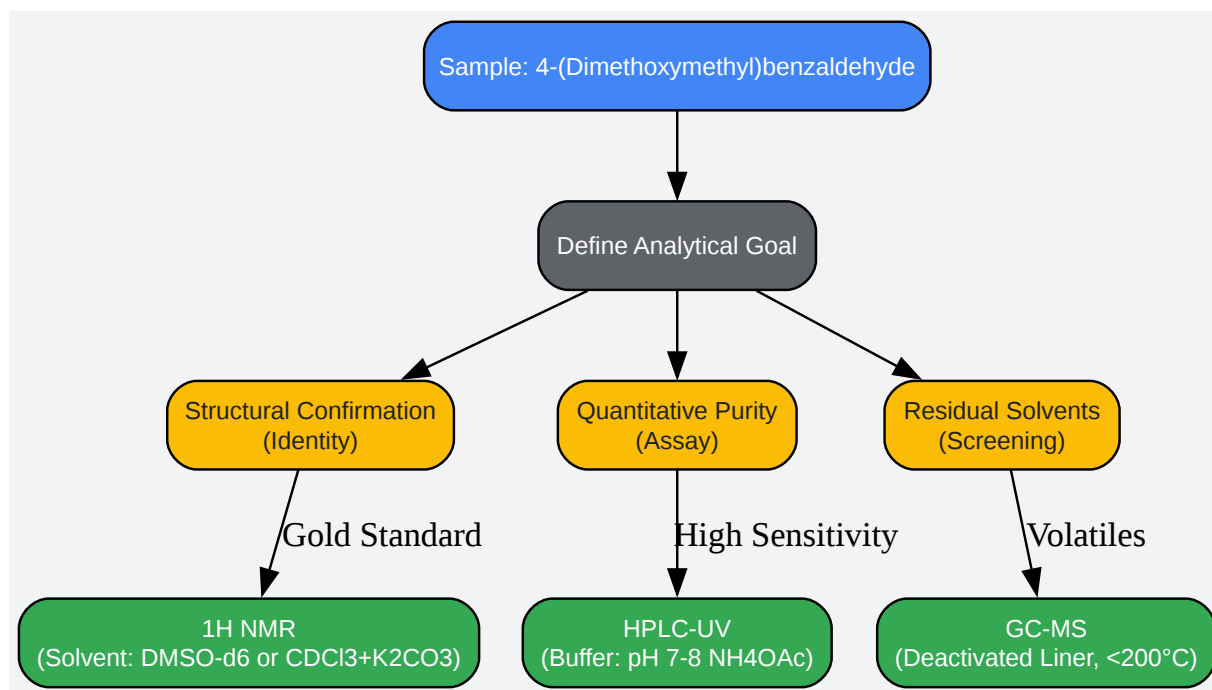 Sample: 4-(Dimethoxymethyl)benzaldehyde
Define Analytical Goal
Structural Confirmation
(Identity)
Quantitative Purity
(Assay)
Residual Solvents
(Screening)
Gold Standard
High Sensitivity
Volatiles
1H NMR
(Solvent: DMSO-d6 or CDCl3+K2CO3)
HPLC-UV
(Buffer: pH 7-8 NH4OAc)
GC-MS
(Deactivated Liner, <200°C)